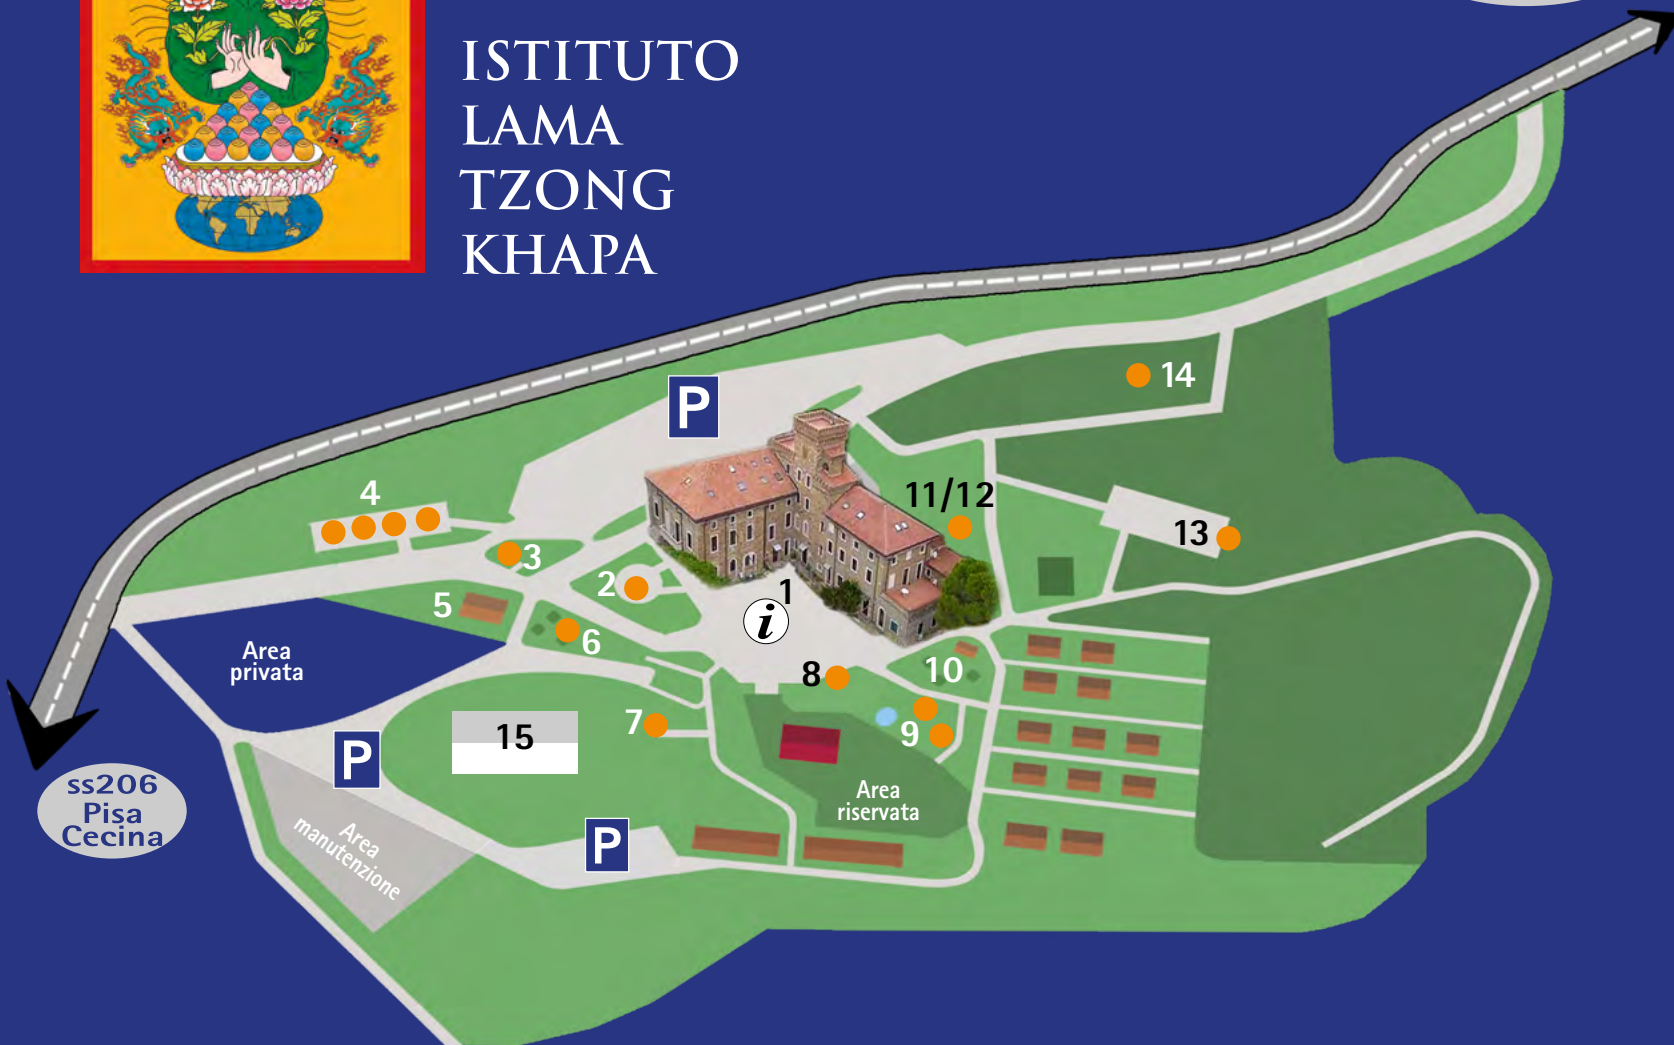 ISTITUTO
LAMA
TZONG
KHAPA
P
14
4
11/12
13
3
2
1
i
5
6
Area
privata
8
10
7
9
15
P
Area
riservata
ss206
Pisa
Cecina
Area
manutenzione
P